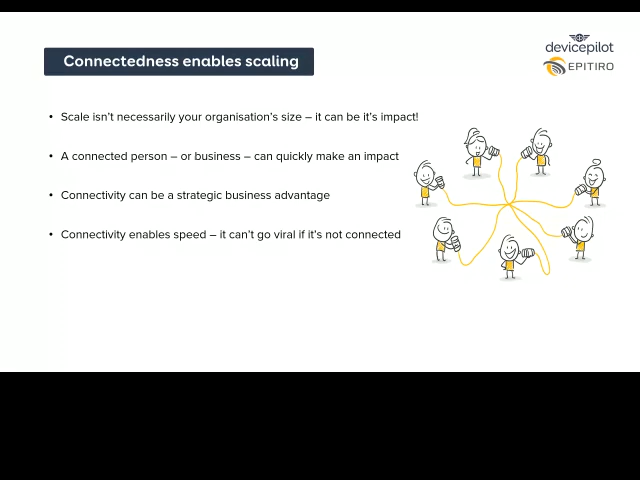 Connectedness enables scaling
devicepilot
EPITIRO
• Scale isn't necessarily your organisation's size – it can be it's impact!
• A connected person – or business – can quickly make an impact
• Connectivity can be a strategic business advantage
• Connectivity enables speed – it can't go viral if it's not connected